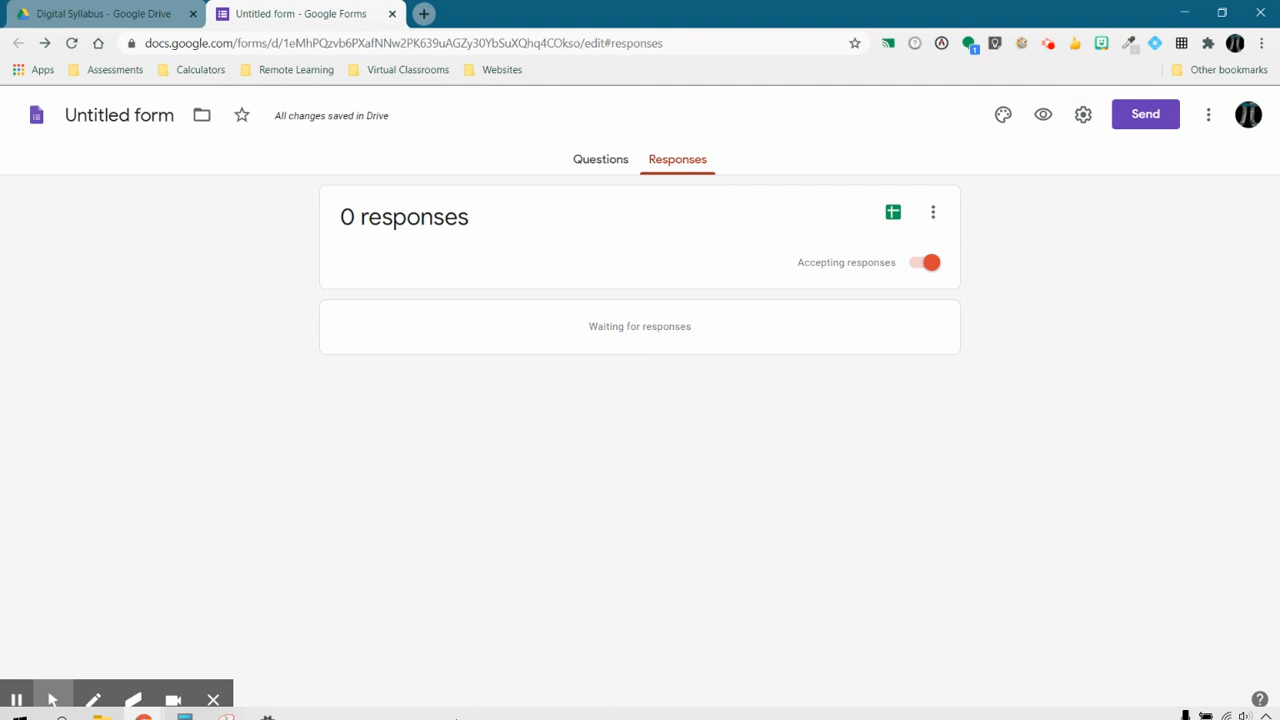 Digital Syllabus - Google Drive
Untitled form - Google Forms
docs.google.com/forms/d/1eMhPQzvb6PXafNNw2PK639uAGZy30YbSuXQhq4COkso/edit#responses
1
Apps
Assessments
Calculators
Remote Learning
Virtual Classrooms
Websites
Other bookmarks
Untitled form
All changes saved in Drive
Send
Questions
Responses
0 responses
Accepting responses
Waiting for responses